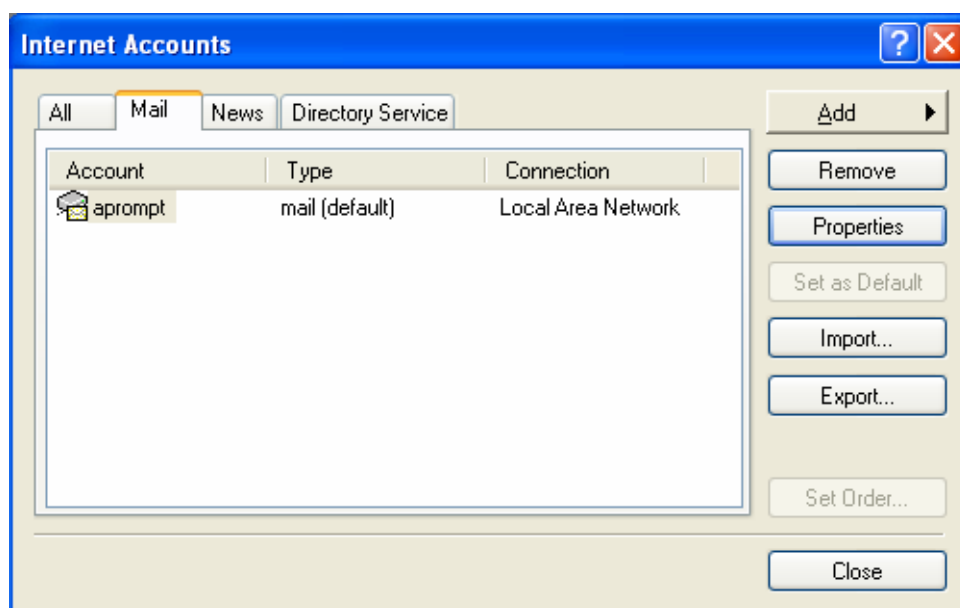 Internet Accounts
All Mail News Directory Service
Add
Account Type Connection
Remove
aprompt mail (default) Local Area Network
Properties
Set as Default
Import...
Export...
Set Order...
Close